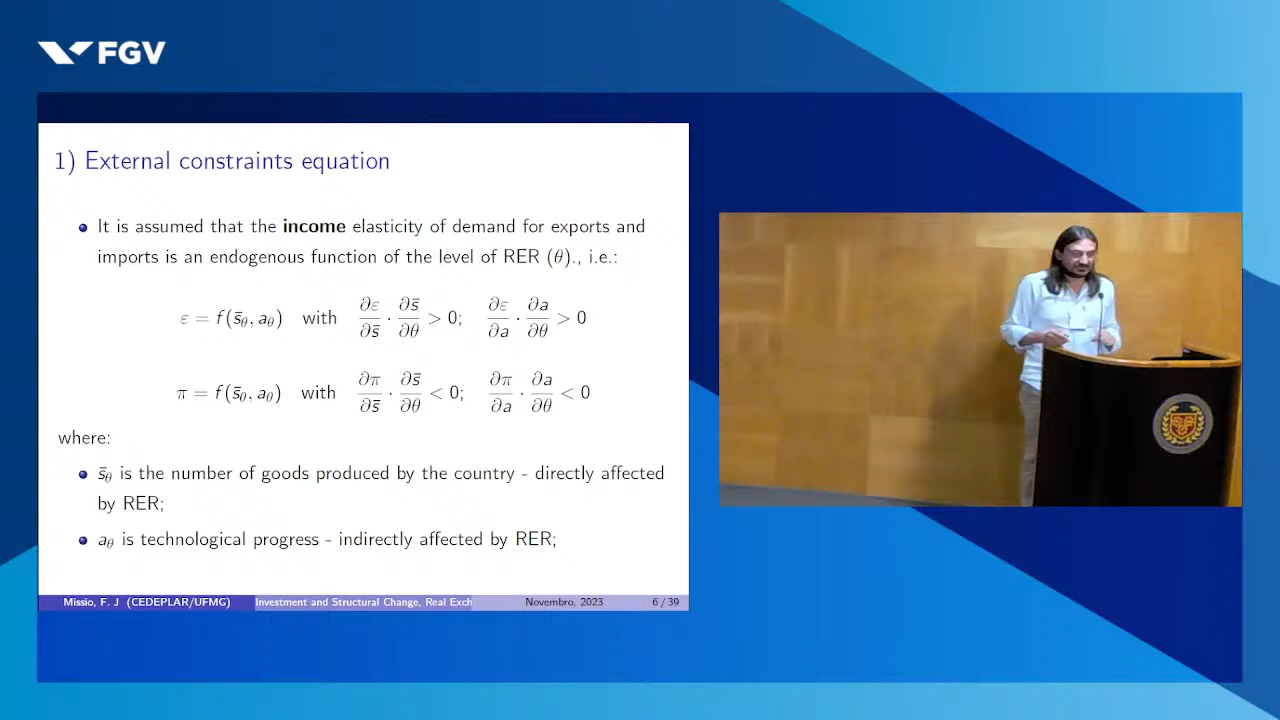 FGV
1) External constraints equation
It is assumed that the income elasticity of demand for exports and
imports is an endogenous function of the level of RER (θ)., i.e.:
ε = f(s̄_θ, a_θ) with ∂ε/∂s̄ · ∂s̄/∂θ > 0; ∂ε/∂a · ∂a/∂θ > 0
π = f(s̄_θ, a_θ) with ∂π/∂s̄ · ∂s̄/∂θ < 0; ∂π/∂a · ∂a/∂θ < 0
where:
s̄_θ is the number of goods produced by the country - directly affected
by RER;
a_θ is technological progress - indirectly affected by RER;
Missio, F. J (CEDEPLAR/UFMG) Investment and Structural Change, Real Exch Novembro, 2023 6 / 39